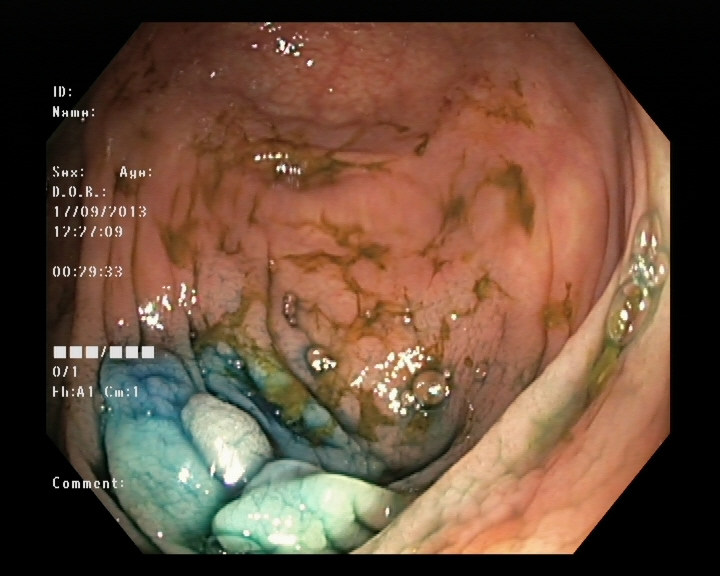 ID:
Name:
Sex: Age:
D.O.B.:
17/09/2013
12:27:09
00:29:33
■■■/■■■
0/1
Eh:A1 Cm:1
Comment: